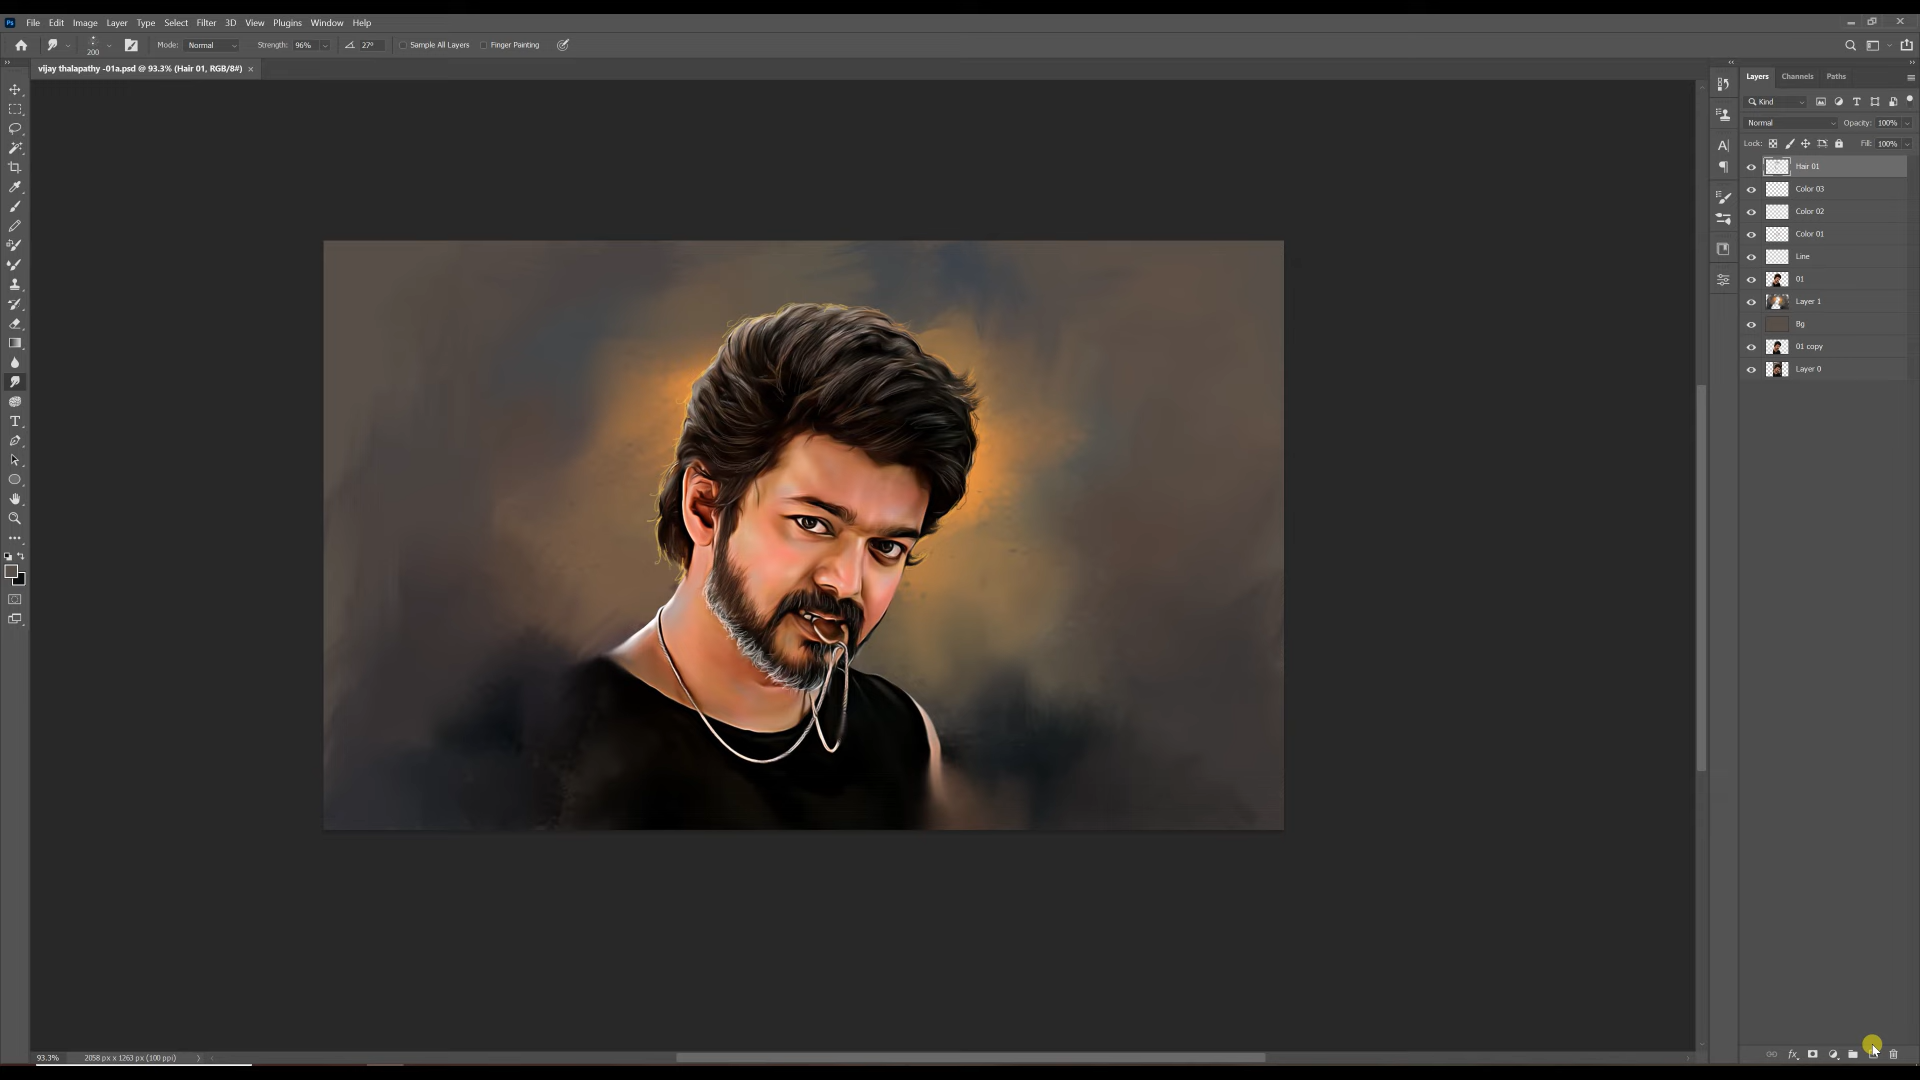 Ps File Edit Image Layer Type Select Filter 3D View Plugins Window Help
200 Mode: Normal Strength: 96% 27° Sample All Layers Finger Painting
vijay thalapathy -01a.psd @ 93.3% (Hair 01, RGB/8#) ×
Layers Channels Paths
Kind
Normal Opacity: 100%
Lock: Fill: 100%
Hair 01
Color 03
Color 02
Color 01
Line
01
Layer 1
Bg
01 copy
Layer 0
93.3% 2058 px x 1263 px (100 ppi)